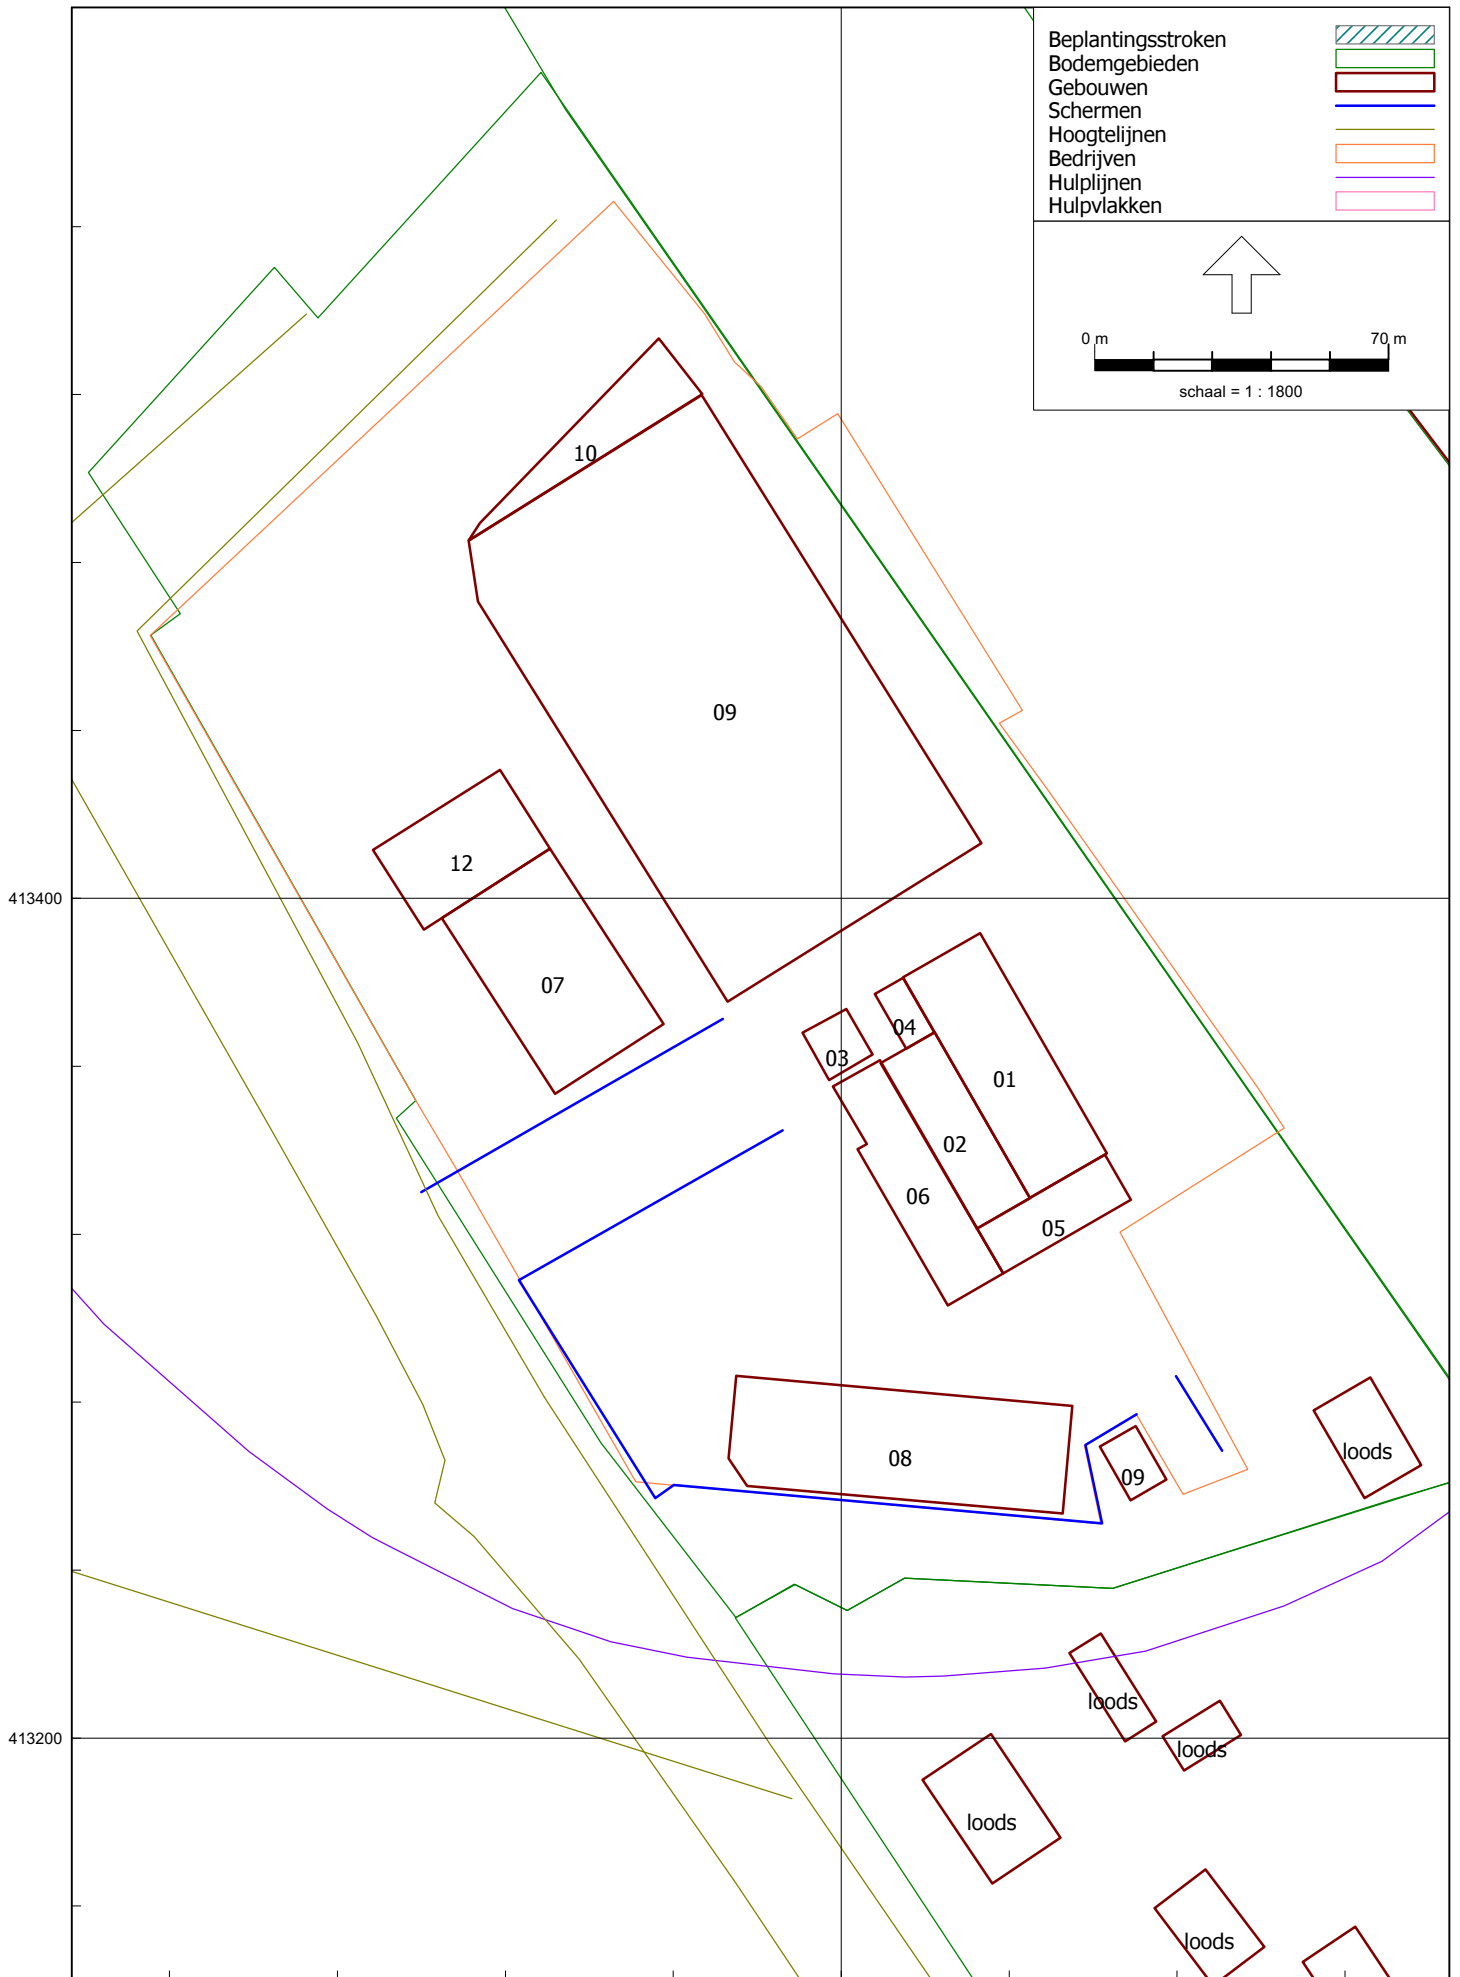 Beplantingsstroken
Bodemgebieden
Gebouwen
Schermen
Hoogtelijnen
Bedrijven
Hulplijnen
Hulpvlakken
0 m 70 m
schaal = 1 : 1800
10
09
12
413400
07
04
03
01
02
06
05
08
09
loods
loods
413200
loods
loods
loods